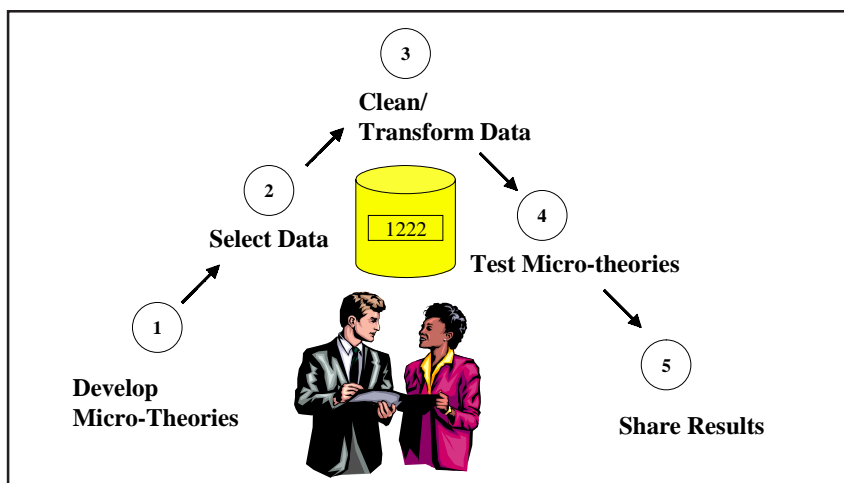 1
Develop
Micro-Theories
2
Select Data
3
Clean/
Transform Data
1222
4
Test Micro-theories
5
Share Results